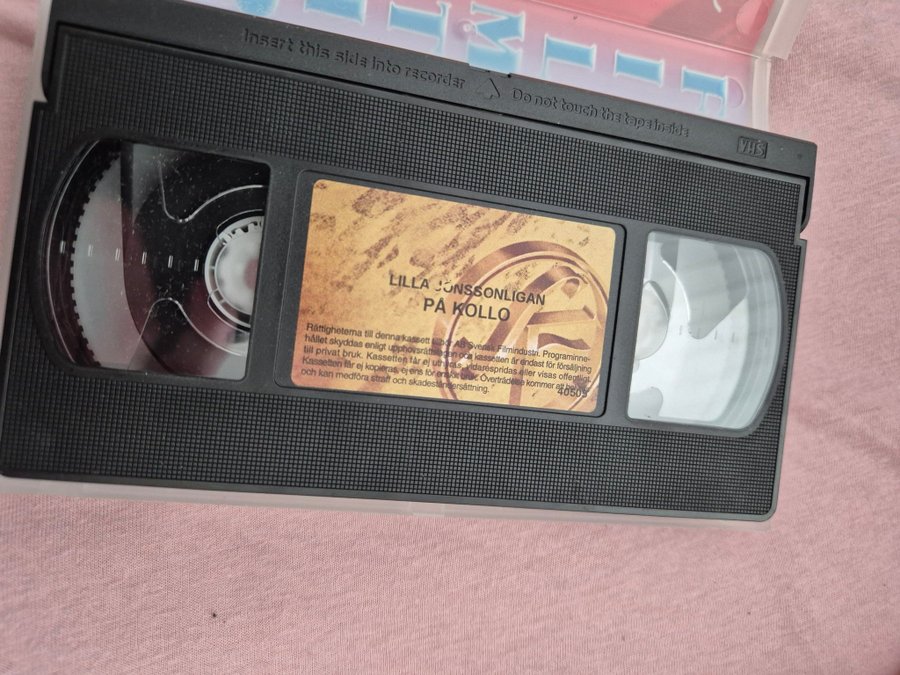 Insert this side into recorder Do not touch the tape inside
VHS
LILLA JÖNSSONLIGAN
PÅ KOLLO
Rättigheterna till denna kassett tillhör AB Svensk Filmindustri. Programinne-
hållet skyddas enligt upphovsrättslagen och kassetten är endast för försäljning
till privat bruk. Kassetten får ej uthyras, vidarespridas eller visas offentligt.
Kassetten får ej kopieras, ej ens för enskilt bruk. Överträdelse kommer att beivras
och kan medföra straff och skadeståndsersättning.
40509